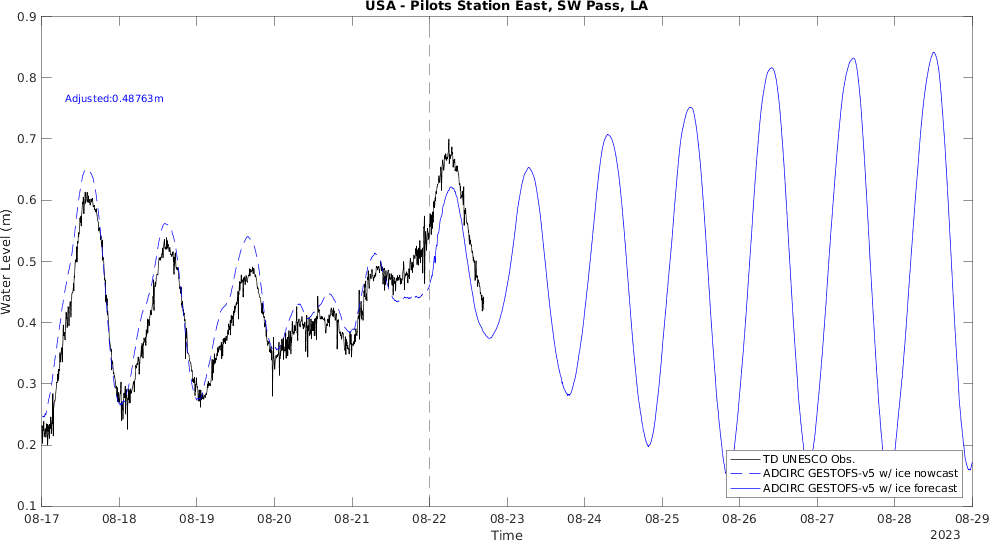 USA - Pilots Station East, SW Pass, LA
0.9
0.8
Adjusted:0.48763m
0.7
0.6
0.5
0.4
0.3
0.2
0.1
Water Level (m)
TD UNESCO Obs.
ADCIRC GESTOFS-v5 w/ ice nowcast
ADCIRC GESTOFS-v5 w/ ice forecast
08-17 08-18 08-19 08-20 08-21 08-22 08-23 08-24 08-25 08-26 08-27 08-28 08-29
Time
2023